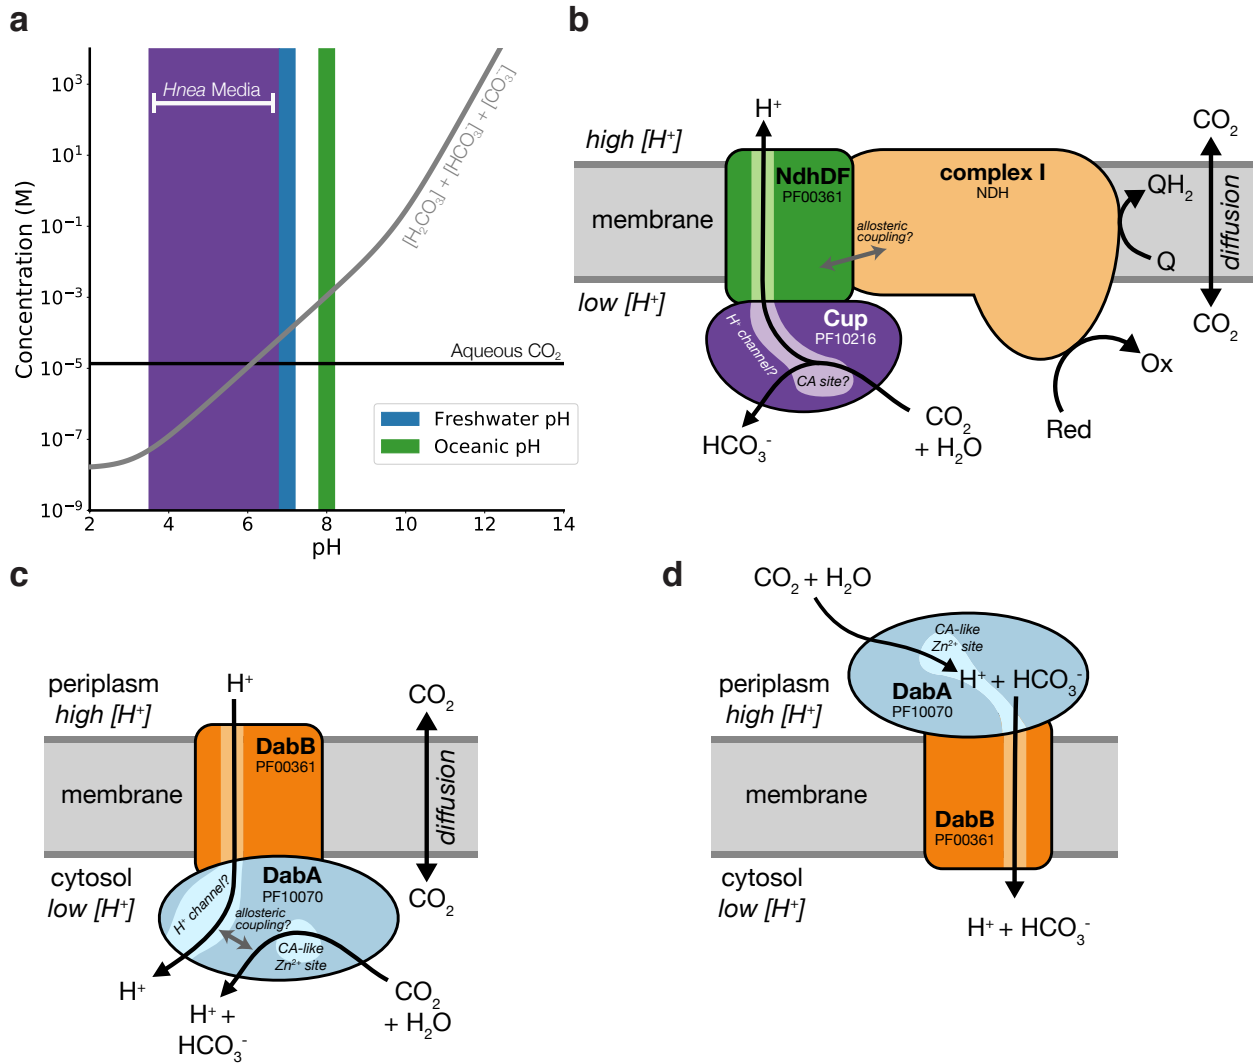 a
Concentration (M)
10³
10¹
10⁻¹
10⁻³
10⁻⁵
10⁻⁷
10⁻⁹
Hnea Media
[H₂CO₃] + [HCO₃⁻] + [CO₃⁻⁻]
Aqueous CO₂
Freshwater pH
Oceanic pH
2 4 6 8 10 12 14
pH
b
H⁺
high [H⁺]
membrane
low [H⁺]
NdhDF
PF00361
complex I
NDH
allosteric
coupling?
Cup
PF10216
H⁺ channel?
CA site?
HCO₃⁻
CO₂
+ H₂O
QH₂
Q
Ox
Red
CO₂
diffusion
CO₂
c
H⁺
periplasm
high [H⁺]
membrane
cytosol
low [H⁺]
DabB
PF00361
DabA
PF10070
H⁺ channel?
allosteric
coupling?
CA-like
Zn²⁺ site
H⁺
H⁺ +
HCO₃⁻
CO₂
+ H₂O
CO₂
diffusion
CO₂
d
CO₂ + H₂O
periplasm
high [H⁺]
membrane
cytosol
low [H⁺]
CA-like
Zn²⁺ site
H⁺ + HCO₃⁻
DabA
PF10070
DabB
PF00361
H⁺ + HCO₃⁻